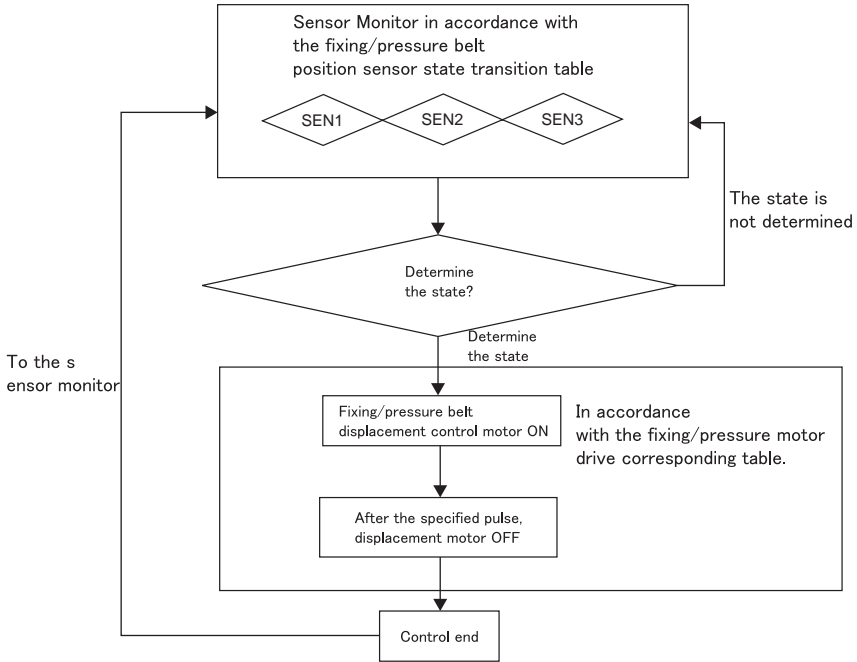 Sensor Monitor in accordance with
the fixing/pressure belt
position sensor state transition table
SEN1 SEN2 SEN3
The state is
not determined
Determine
the state?
Determine
the state
To the s
ensor monitor
Fixing/pressure belt
displacement control motor ON
In accordance
with the fixing/pressure motor
drive corresponding table.
After the specified pulse,
displacement motor OFF
Control end